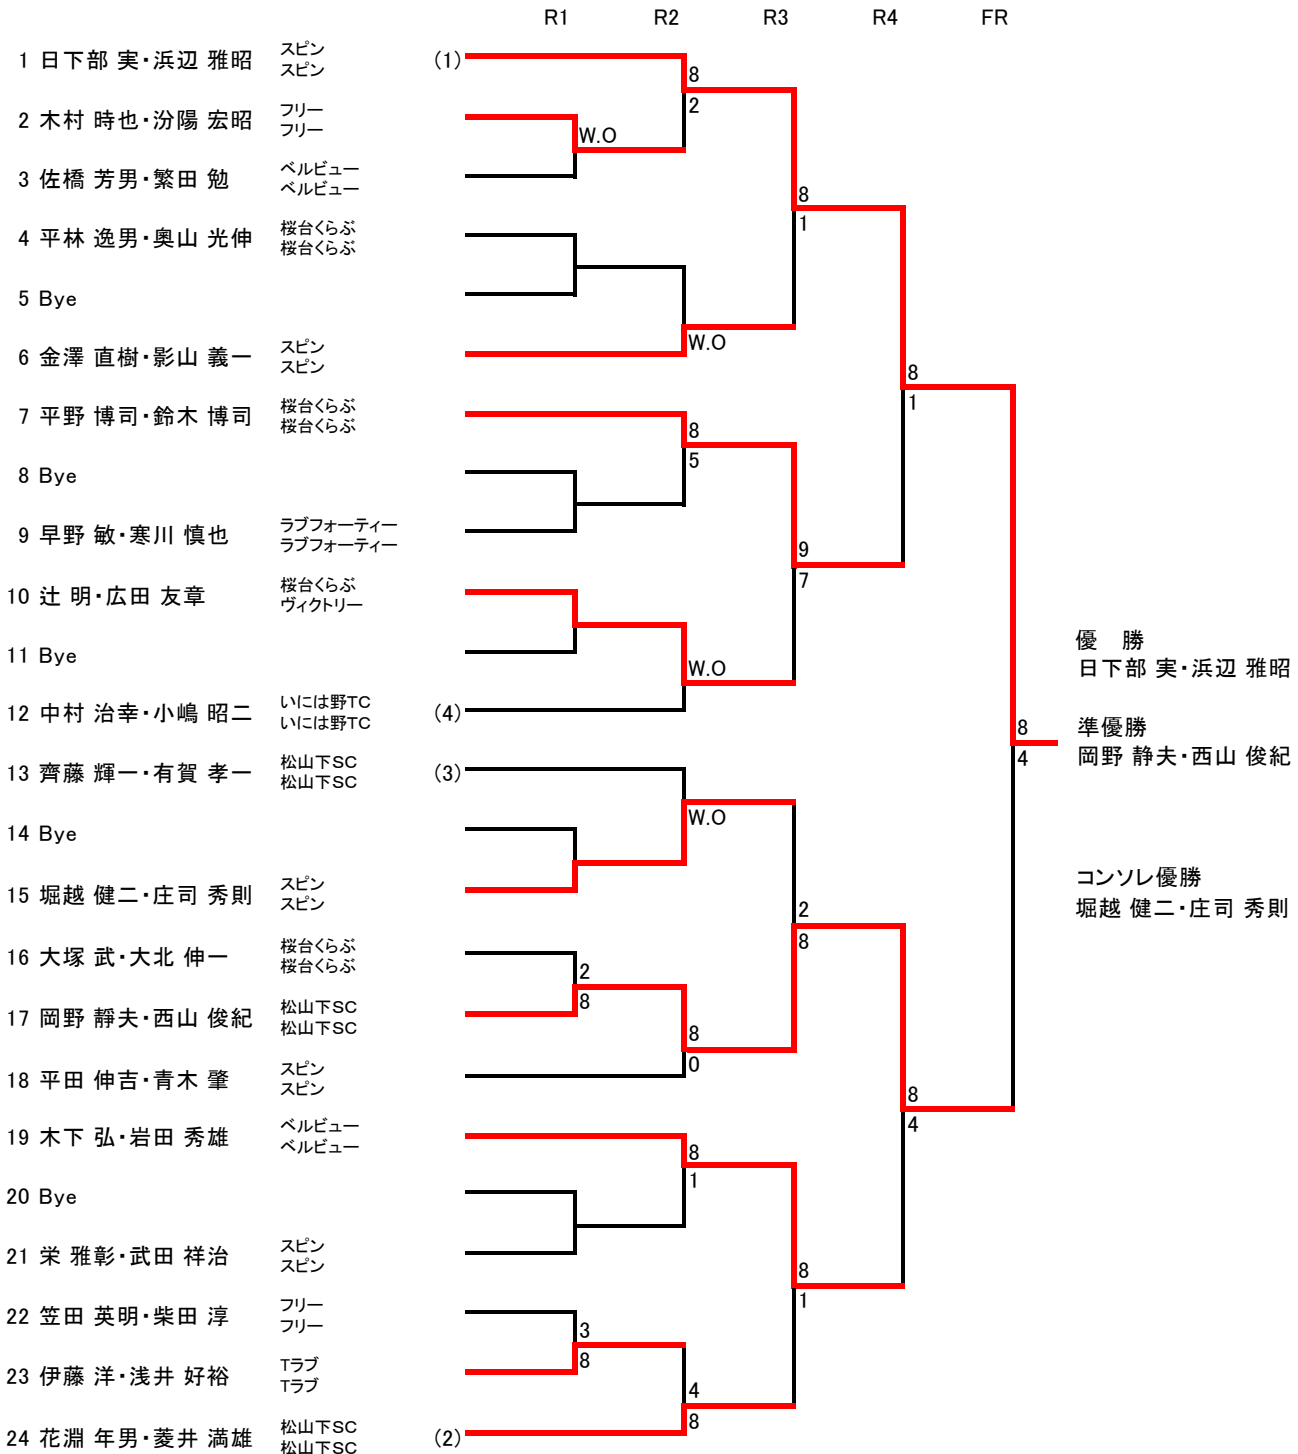 R1 R2 R3 R4 FR
1 日下部 実・浜辺 雅昭 スピン スピン (1)
8
2
2 木村 時也・汾陽 宏昭 フリー フリー
W.O
3 佐橋 芳男・繁田 勉 ベルビュー ベルビュー
8
1
4 平林 逸男・奥山 光伸 桜台くらぶ 桜台くらぶ
5 Bye
W.O
6 金澤 直樹・影山 義一 スピン スピン
8
1
7 平野 博司・鈴木 博司 桜台くらぶ 桜台くらぶ
8
5
8 Bye
9 早野 敏・寒川 慎也 ラブフォーティー ラブフォーティー
9
7
10 辻 明・広田 友章 桜台くらぶ ヴィクトリー
11 Bye
W.O
優 勝
日下部 実・浜辺 雅昭
12 中村 治幸・小嶋 昭二 いには野TC いには野TC (4)
8
4
準優勝
岡野 静夫・西山 俊紀
13 齊藤 輝一・有賀 孝一 松山下SC 松山下SC (3)
W.O
14 Bye
15 堀越 健二・庄司 秀則 スピン スピン
コンソレ優勝
堀越 健二・庄司 秀則
2
8
16 大塚 武・大北 伸一 桜台くらぶ 桜台くらぶ
2
8
17 岡野 靜夫・西山 俊紀 松山下SC 松山下SC
8
0
18 平田 伸吉・青木 肇 スピン スピン
8
4
19 木下 弘・岩田 秀雄 ベルビュー ベルビュー
8
1
20 Bye
21 栄 雅彰・武田 祥治 スピン スピン
8
1
22 笠田 英明・柴田 淳 フリー フリー
3
8
23 伊藤 洋・浅井 好裕 Tラブ Tラブ
4
8
24 花淵 年男・菱井 満雄 松山下SC 松山下SC (2)